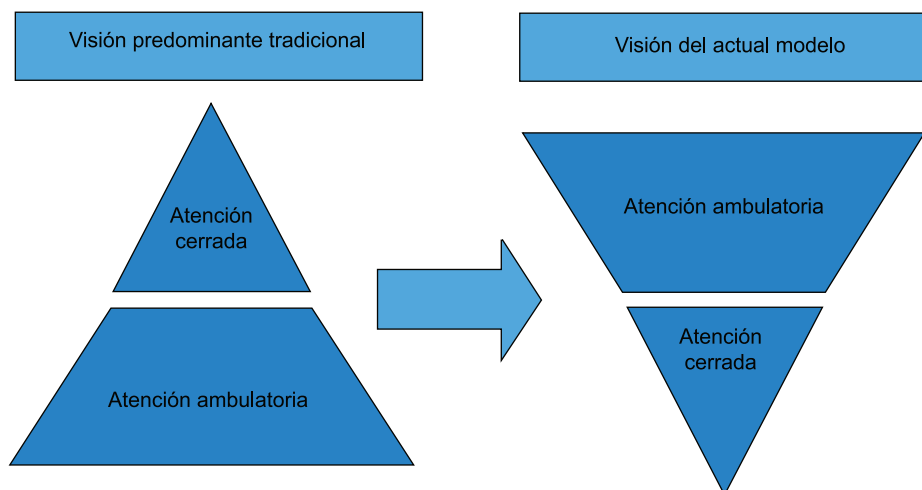 Visión predominante tradicional
Atención
cerrada
Atención ambulatoria
Visión del actual modelo
Atención ambulatoria
Atención
cerrada